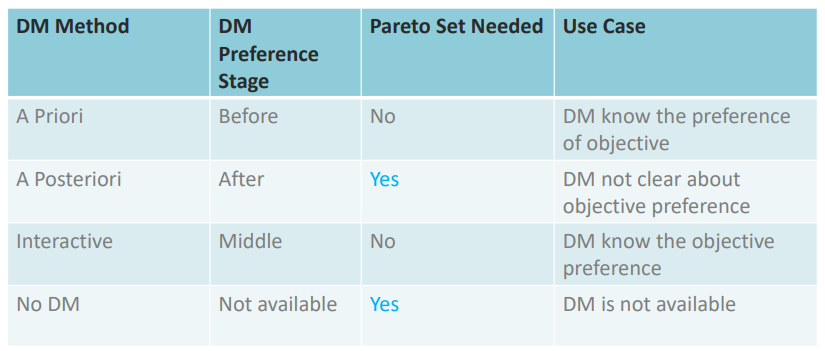 DM Method DM Preference Stage Pareto Set Needed Use Case
A Priori Before No DM know the preference of objective
A Posteriori After Yes DM not clear about objective preference
Interactive Middle No DM know the objective preference
No DM Not available Yes DM is not available